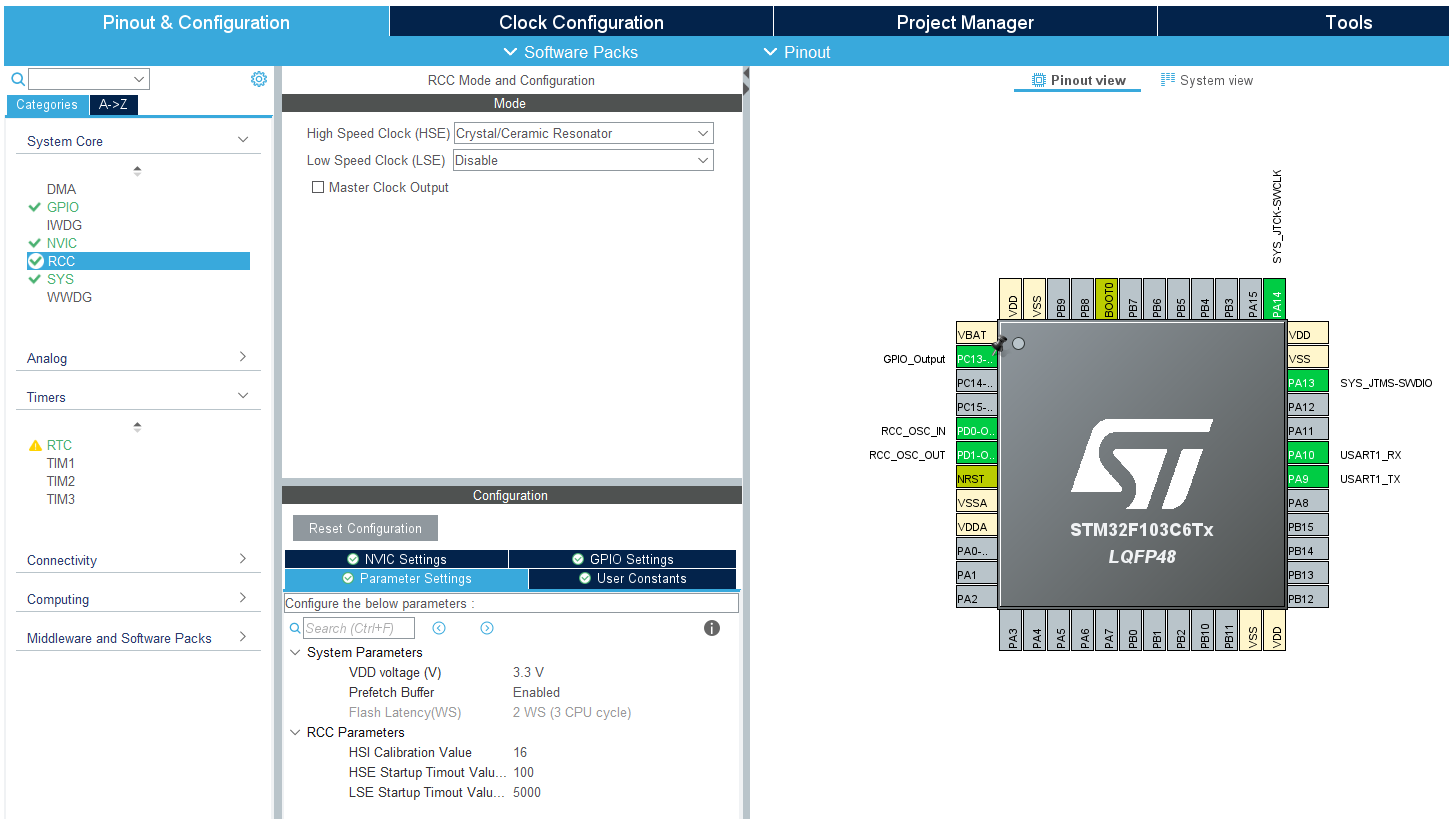 Pinout & Configuration
Clock Configuration
Project Manager
Tools
Software Packs
Pinout
Categories
A->Z
System Core
DMA
GPIO
IWDG
NVIC
RCC
SYS
WWDG
Analog
Timers
RTC
TIM1
TIM2
TIM3
Connectivity
Computing
Middleware and Software Packs
RCC Mode and Configuration
Mode
High Speed Clock (HSE) Crystal/Ceramic Resonator
Low Speed Clock (LSE) Disable
Master Clock Output
Configuration
Reset Configuration
NVIC Settings
GPIO Settings
Parameter Settings
User Constants
Configure the below parameters :
Search (Ctrl+F)
System Parameters
VDD voltage (V) 3.3 V
Prefetch Buffer Enabled
Flash Latency(WS) 2 WS (3 CPU cycle)
RCC Parameters
HSI Calibration Value 16
HSE Startup Timout Valu... 100
LSE Startup Timout Valu... 5000
Pinout view
System view
SYS_JTCK-SWCLK
VDD
VSS
PB9
PB8
BOOT0
PB7
PB6
PB5
PB4
PB3
PA15
PA14
VBAT
GPIO_Output PC13-..
PC14-..
PC15-..
RCC_OSC_IN PD0-O..
RCC_OSC_OUT PD1-O..
NRST
VSSA
VDDA
PA0-..
PA1
PA2
STM32F103C6Tx
LQFP48
VDD
VSS
PA13 SYS_JTMS-SWDIO
PA12
PA11
PA10 USART1_RX
PA9 USART1_TX
PA8
PB15
PB14
PB13
PB12
PA3
PA4
PA5
PA6
PA7
PB0
PB1
PB2
PB10
PB11
VSS
VDD